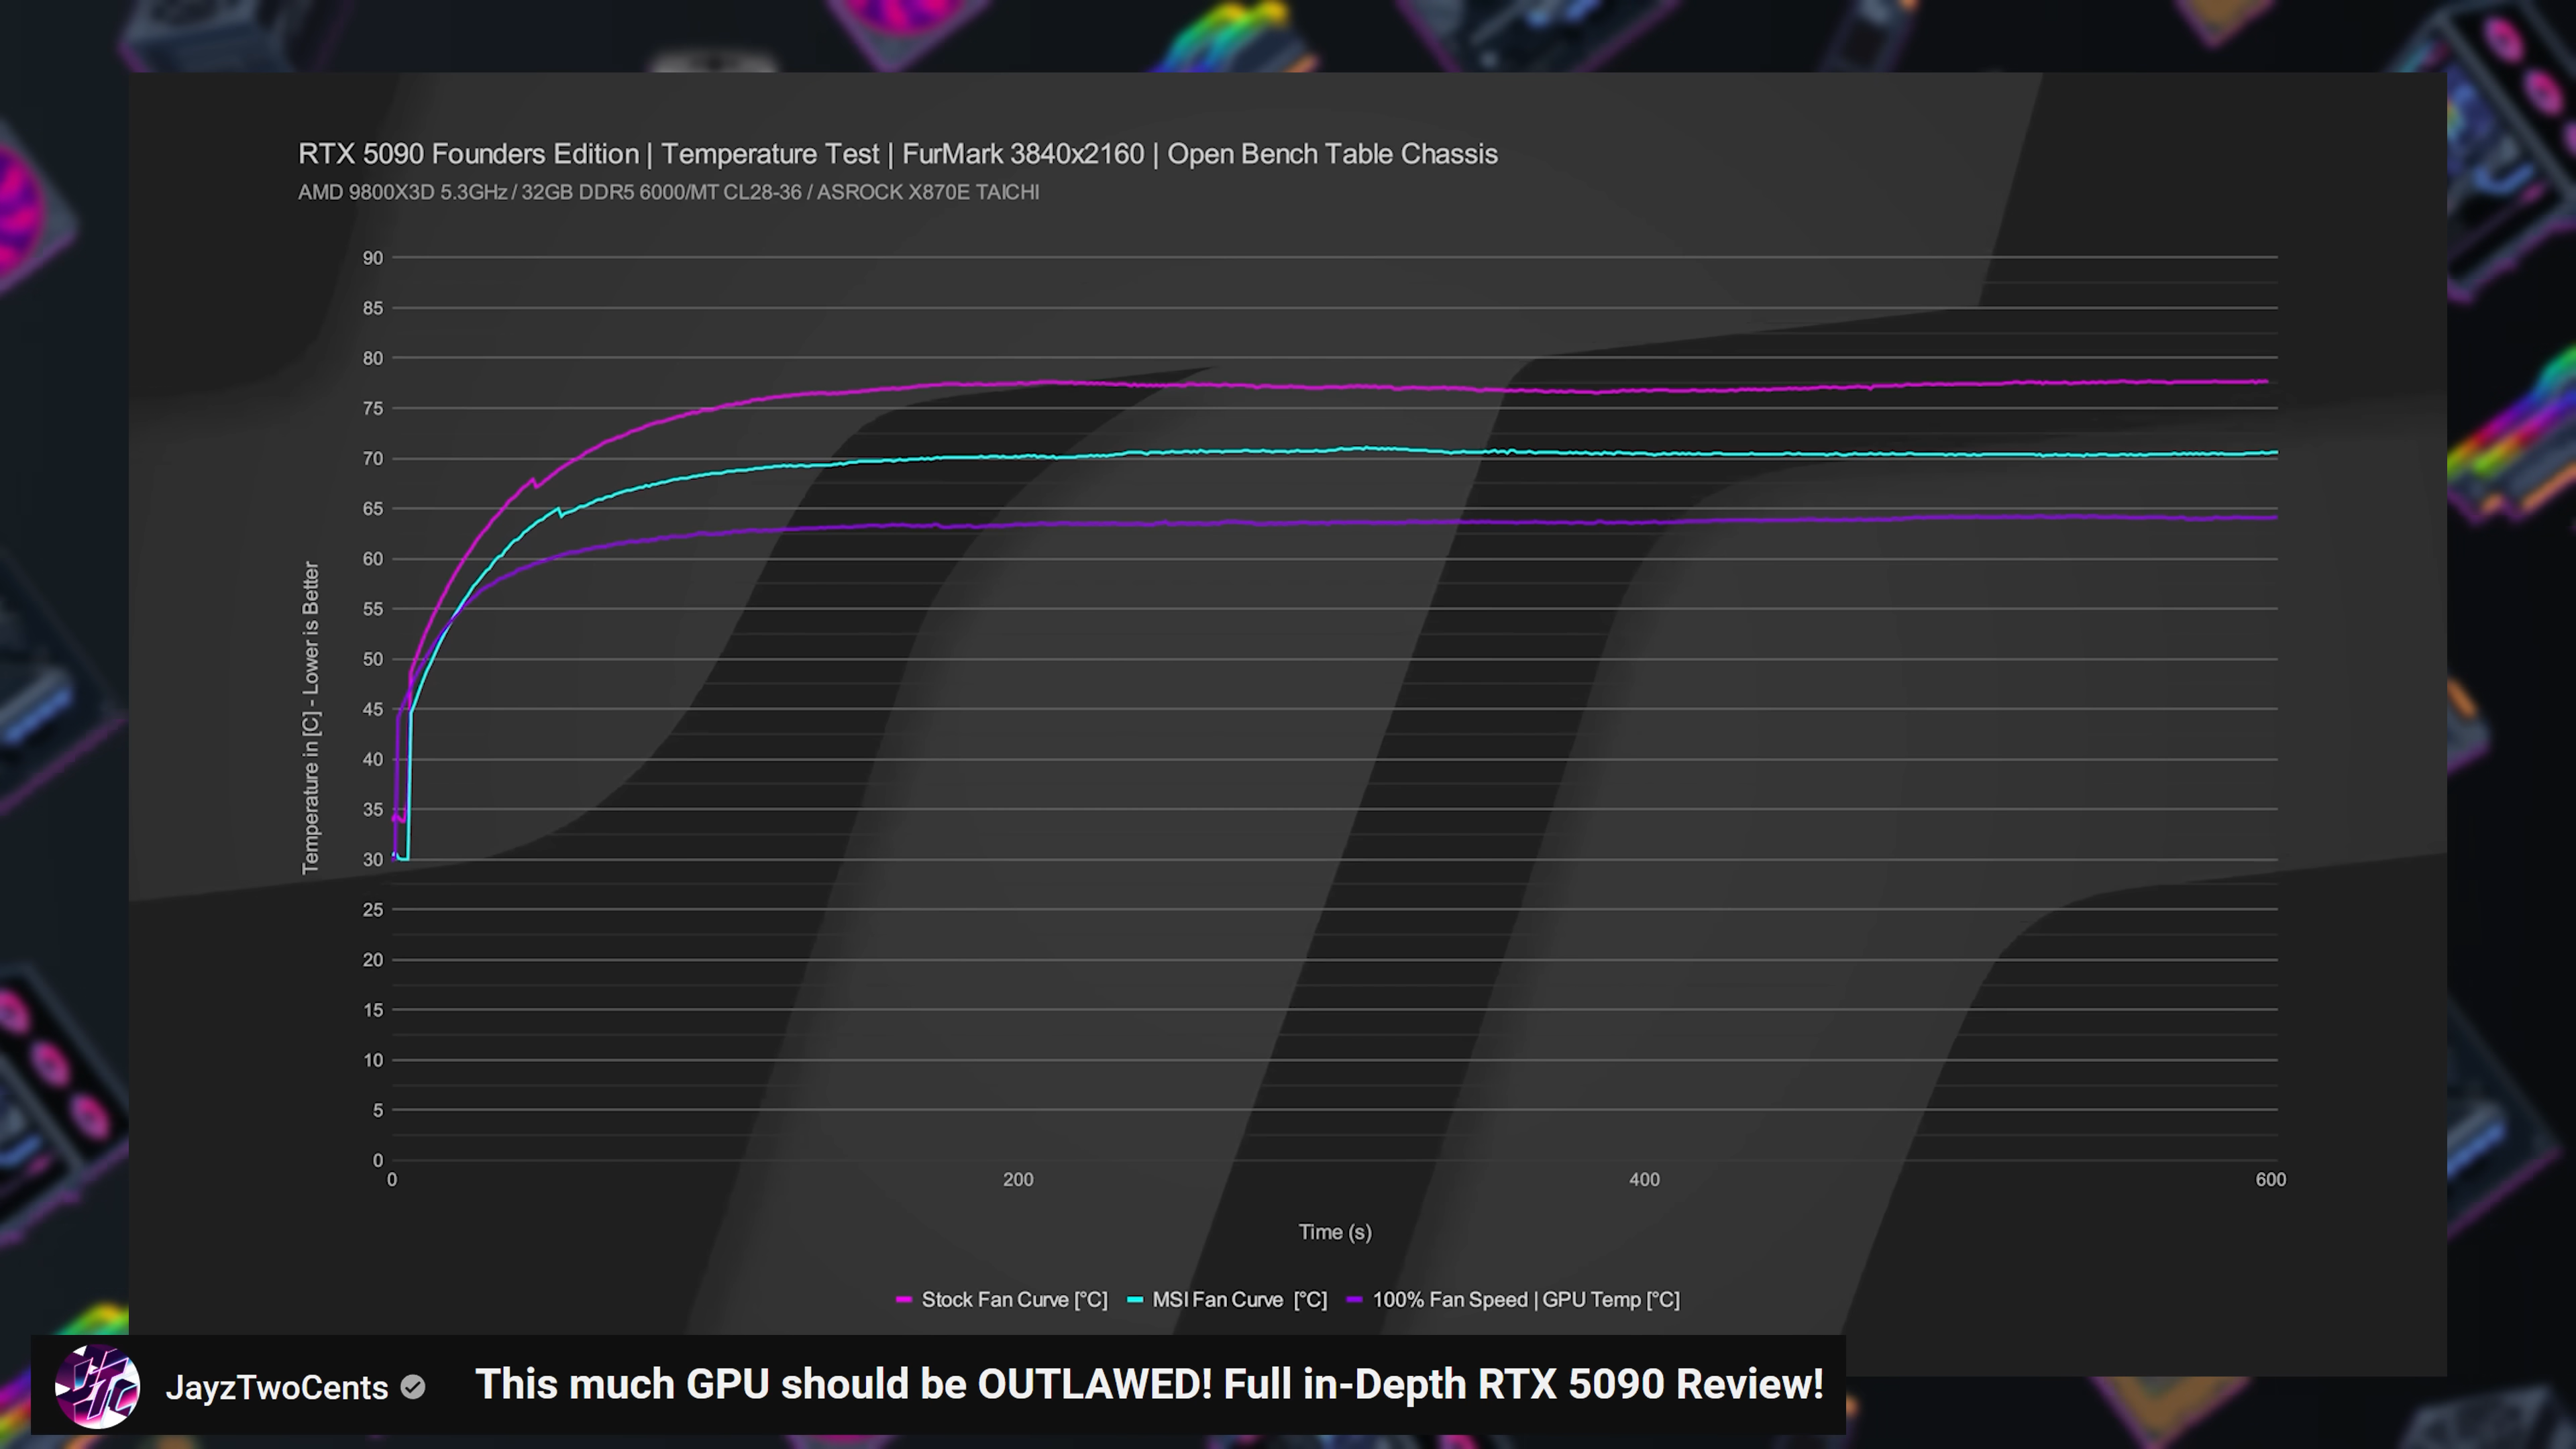 RTX 5090 Founders Edition | Temperature Test | FurMark 3840x2160 | Open Bench Table Chassis
AMD 9800X3D 5.3GHz / 32GB DDR5 6000/MT CL28-36 / ASROCK X870E TAICHI
Temperature in [C] - Lower is Better
90
85
80
75
70
65
60
55
50
45
40
35
30
25
20
15
10
5
0
0 200 400 600
Time (s)
Stock Fan Curve [°C] MSI Fan Curve [°C] 100% Fan Speed | GPU Temp [°C]
JayzTwoCents This much GPU should be OUTLAWED! Full in-Depth RTX 5090 Review!